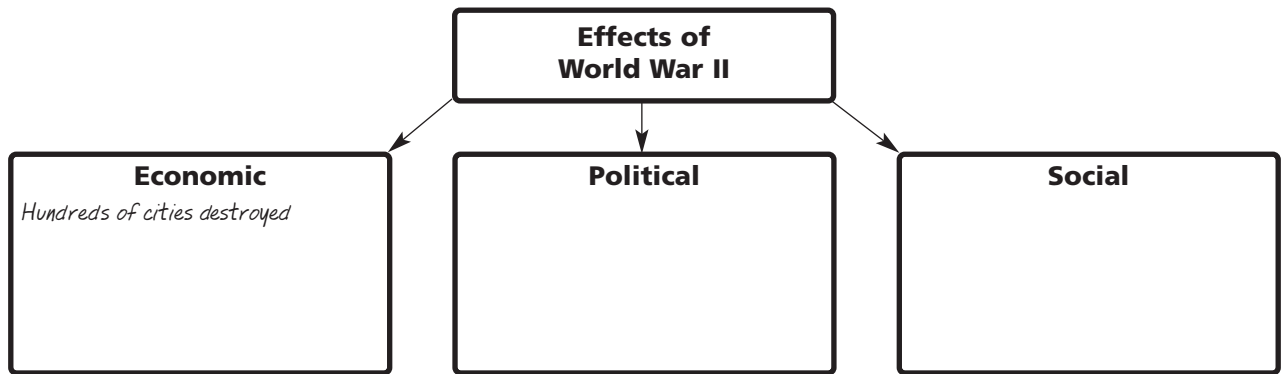 Effects of
World War II
Economic
Hundreds of cities destroyed
Political
Social